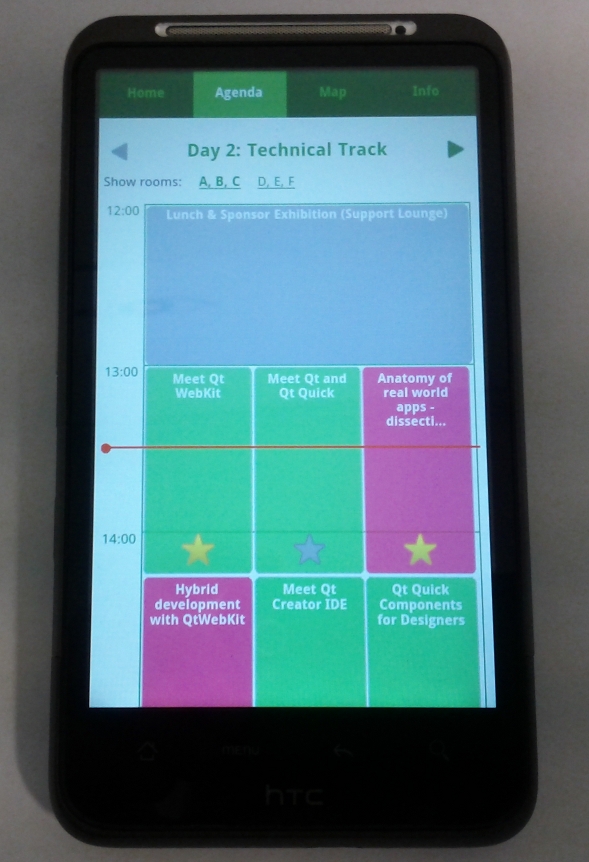 Home Agenda Map Info
Day 2: Technical Track
Show rooms: A, B, C D, E, F
12:00
Lunch & Sponsor Exhibition (Support Lounge)
13:00
Meet Qt
WebKit
Meet Qt and
Qt Quick
Anatomy of
real world
apps -
dissecti...
14:00
Hybrid
development
with QtWebKit
Meet Qt
Creator IDE
Qt Quick
Components
for Designers
menu
hTC